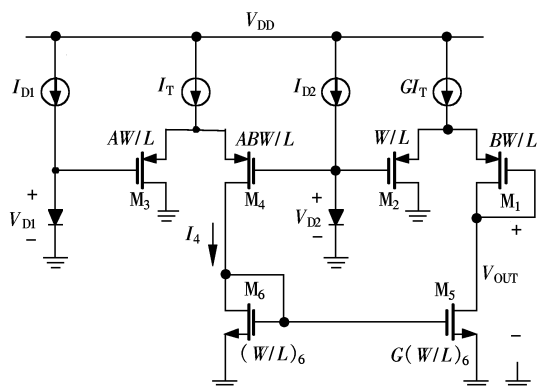 V_DD
I_D1
I_T
I_D2
GI_T
AW/L
ABW/L
W/L
BW/L
M_3
M_4
M_2
M_1
+
V_D1
−
+
V_D2
−
+
I_4
V_OUT
M_6
M_5
(W/L)_6
G(W/L)_6
−